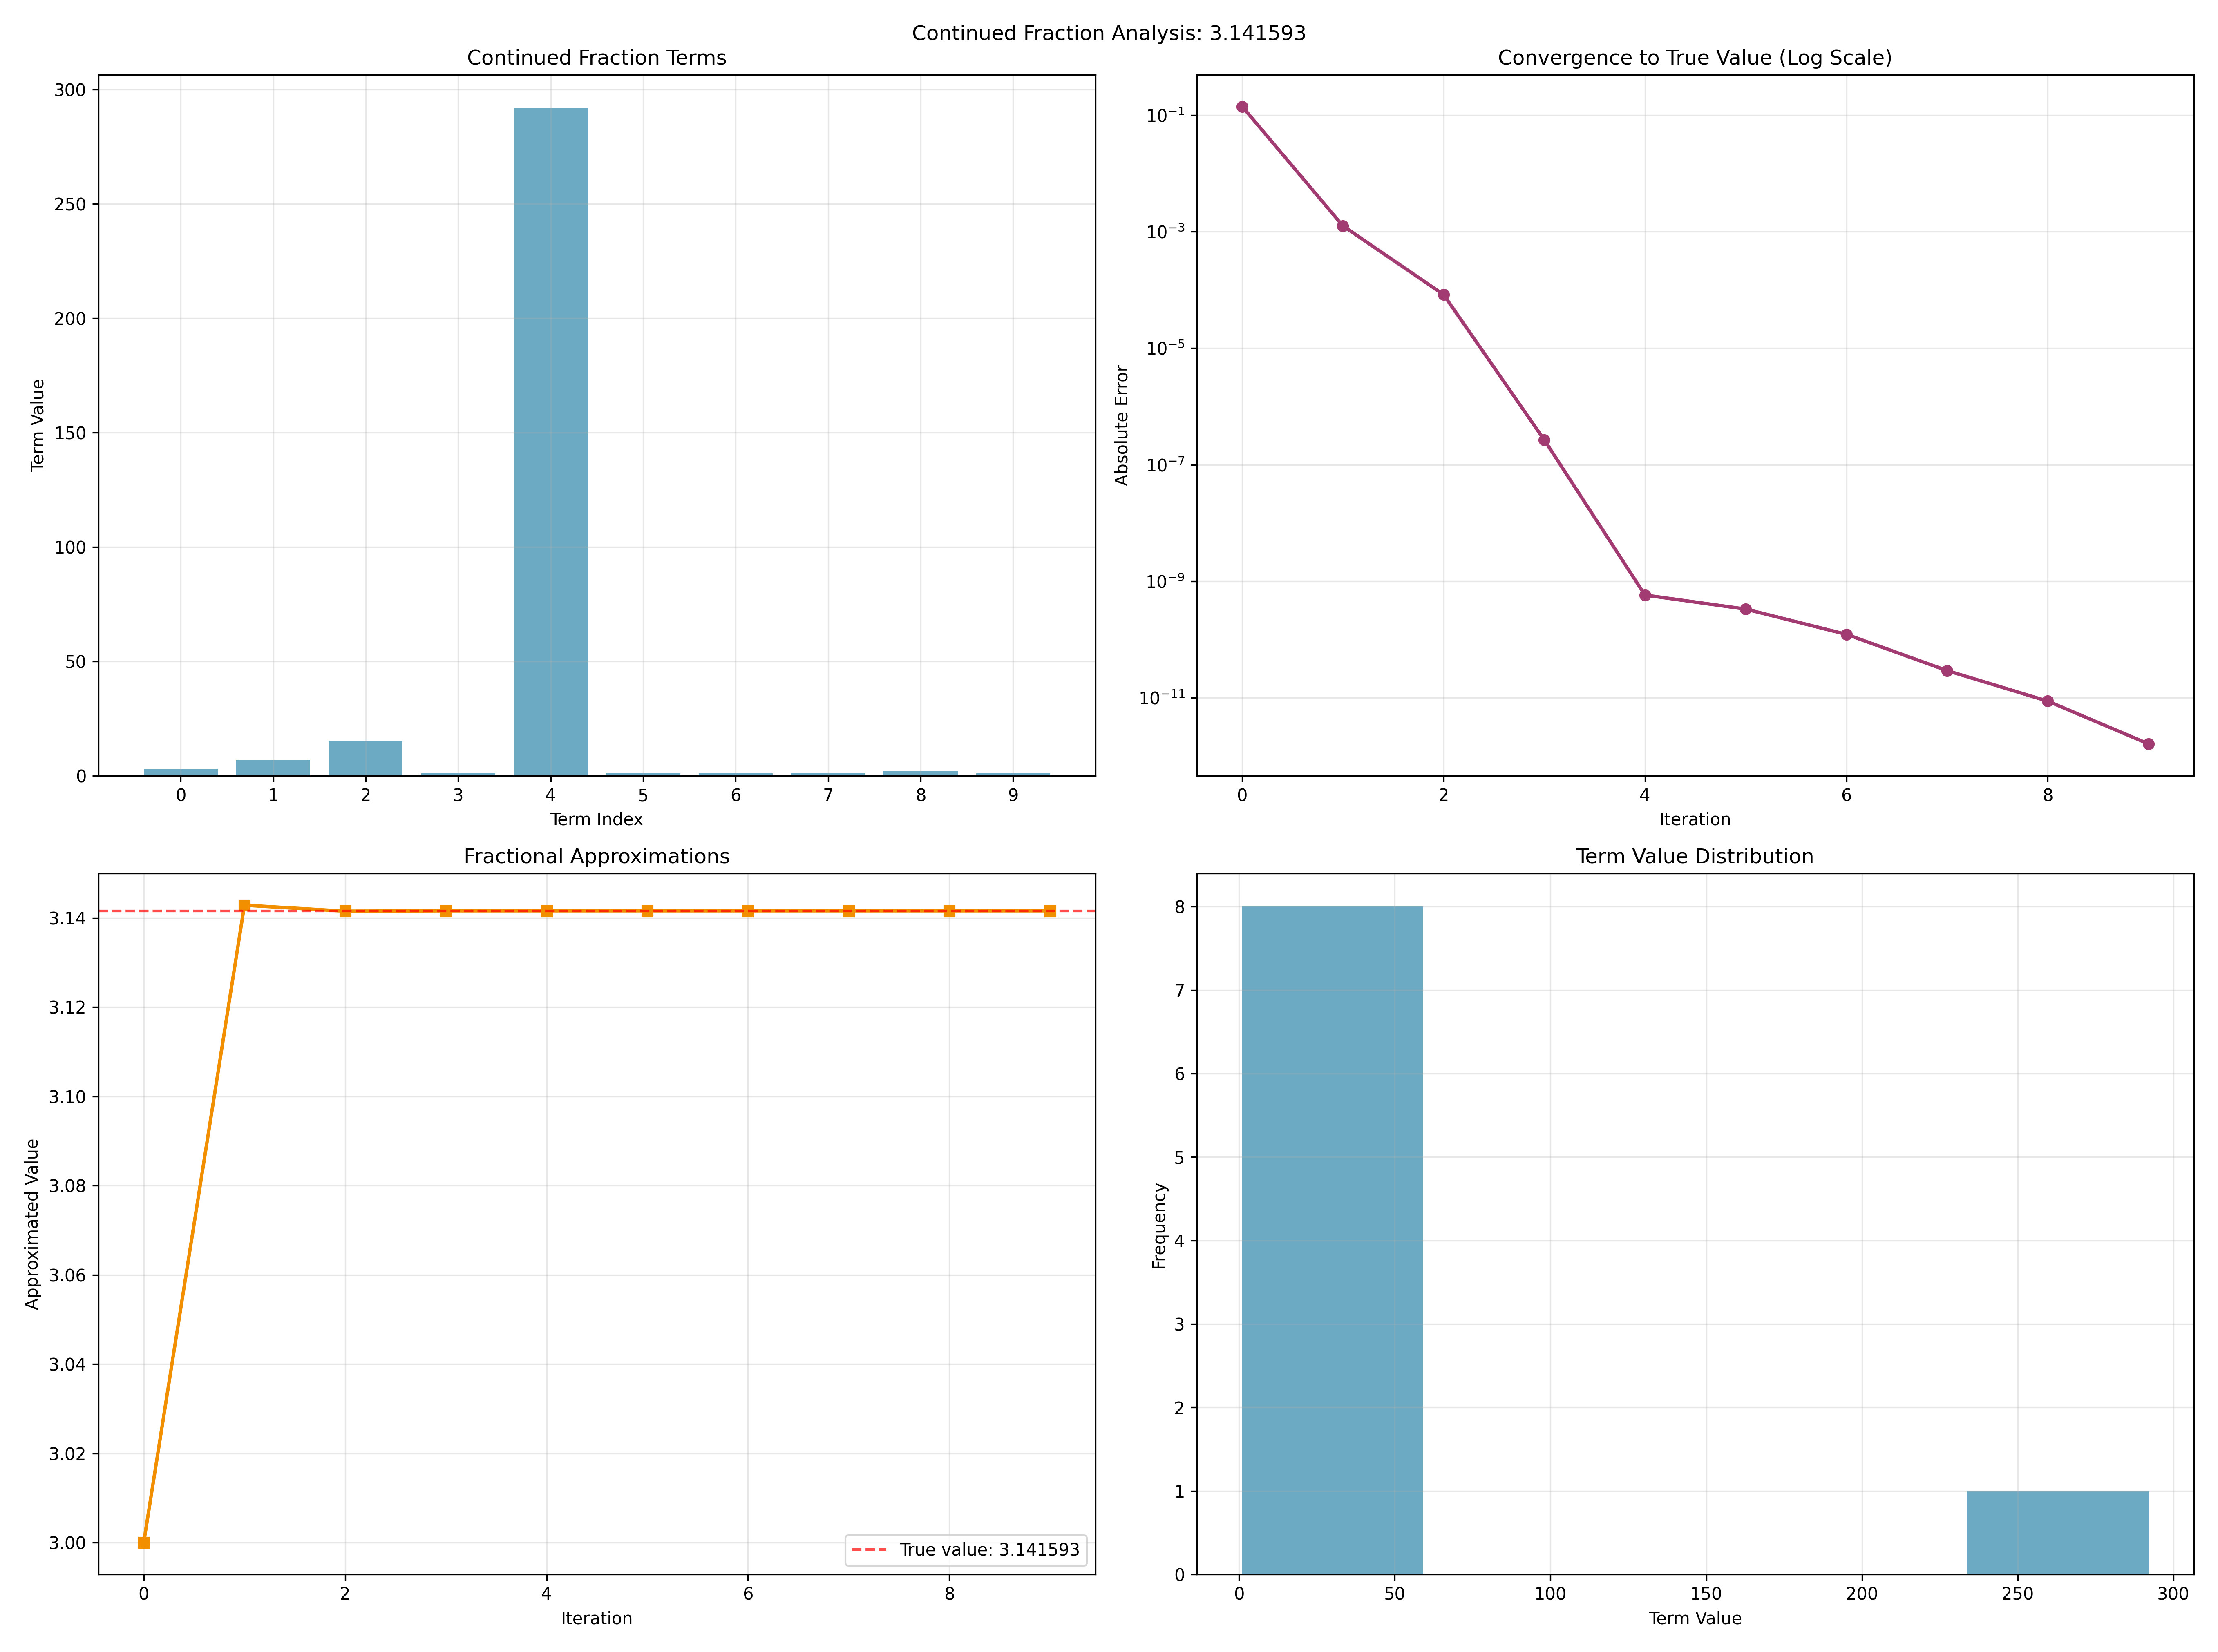 Continued Fraction Analysis: 3.141593
Continued Fraction Terms
300
250
200
150
100
50
0
Term Value
0 1 2 3 4 5 6 7 8 9
Term Index
Convergence to True Value (Log Scale)
10⁻¹
10⁻³
10⁻⁵
10⁻⁷
10⁻⁹
10⁻¹¹
Absolute Error
0 2 4 6 8
Iteration
Fractional Approximations
3.14
3.12
3.10
3.08
3.06
3.04
3.02
3.00
Approximated Value
True value: 3.141593
0 2 4 6 8
Iteration
Term Value Distribution
8
7
6
5
4
3
2
1
0
Frequency
0 50 100 150 200 250 300
Term Value